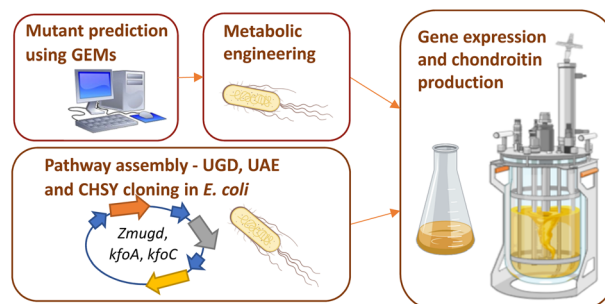 Mutant prediction
using GEMs
Metabolic
engineering
Gene expression
and chondroitin
production
Pathway assembly - UGD, UAE
and CHSY cloning in E. coli
Zmugd,
kfoA, kfoC